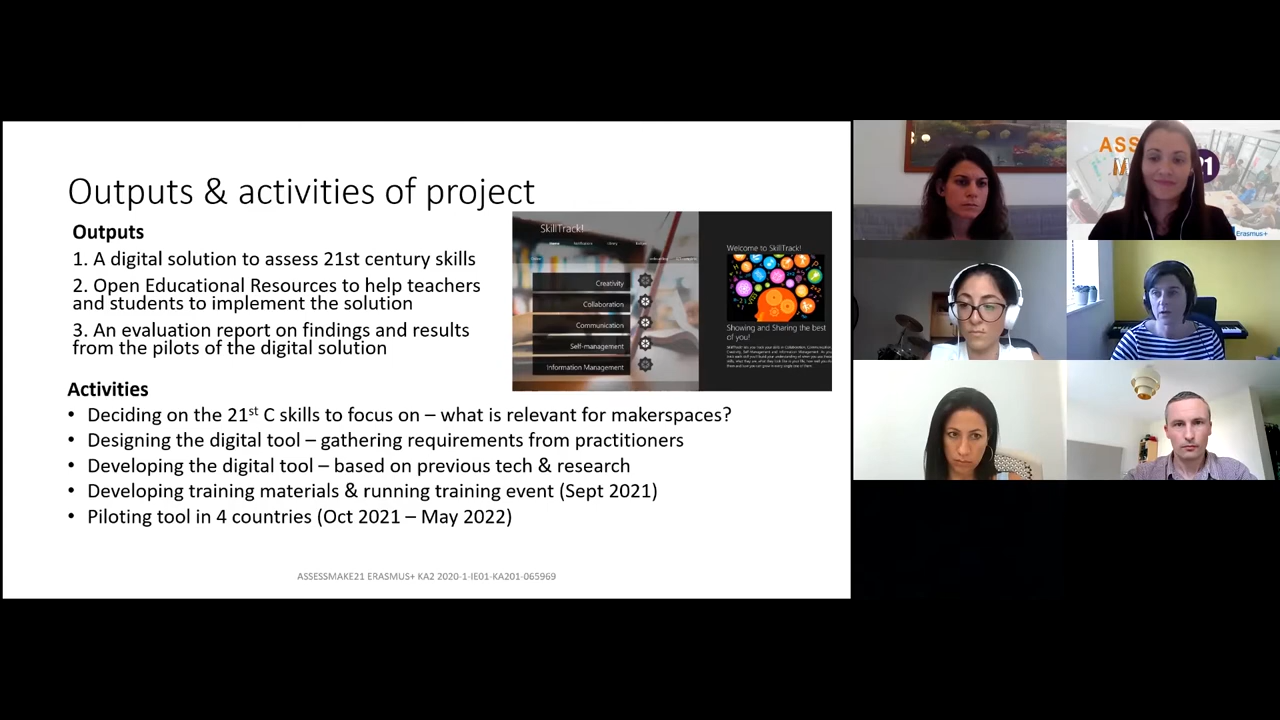 Outputs & activities of project
Outputs
1. A digital solution to assess 21st century skills
2. Open Educational Resources to help teachers
and students to implement the solution
3. An evaluation report on findings and results
from the pilots of the digital solution
SkillTrack!
Home Notifications Library
Creativity
Collaboration
Communication
Self-management
Information Management
Welcome to SkillTrack!
Showing and Sharing the best
of you!
Activities
• Deciding on the 21st C skills to focus on – what is relevant for makerspaces?
• Designing the digital tool – gathering requirements from practitioners
• Developing the digital tool – based on previous tech & research
• Developing training materials & running training event (Sept 2021)
• Piloting tool in 4 countries (Oct 2021 – May 2022)
ASSESSMAKE21 ERASMUS+ KA2 2020-1-IE01-KA201-065969
ASS
M 21
Erasmus+